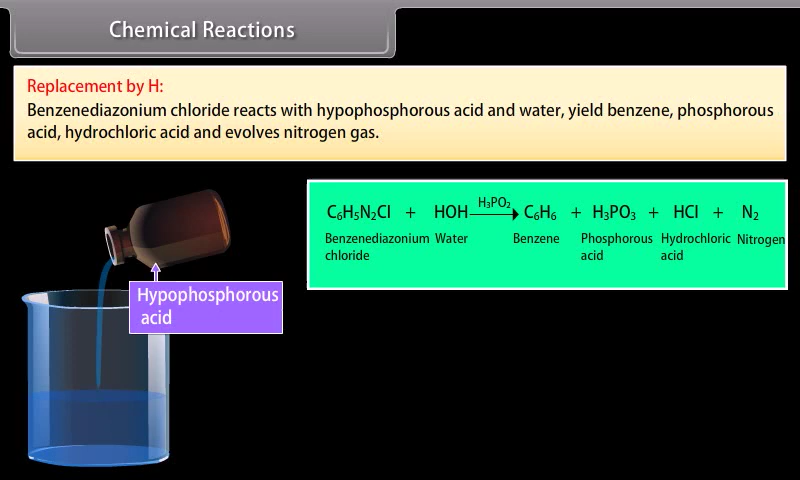 Chemical Reactions
Replacement by H:
Benzenediazonium chloride reacts with hypophosphorous acid and water, yield benzene, phosphorous
acid, hydrochloric acid and evolves nitrogen gas.
H₃PO₂
C₆H₅N₂Cl + HOH → C₆H₆ + H₃PO₃ + HCl + N₂
Benzenediazonium Water Benzene Phosphorous Hydrochloric Nitrogen
chloride acid acid
Hypophosphorous
acid